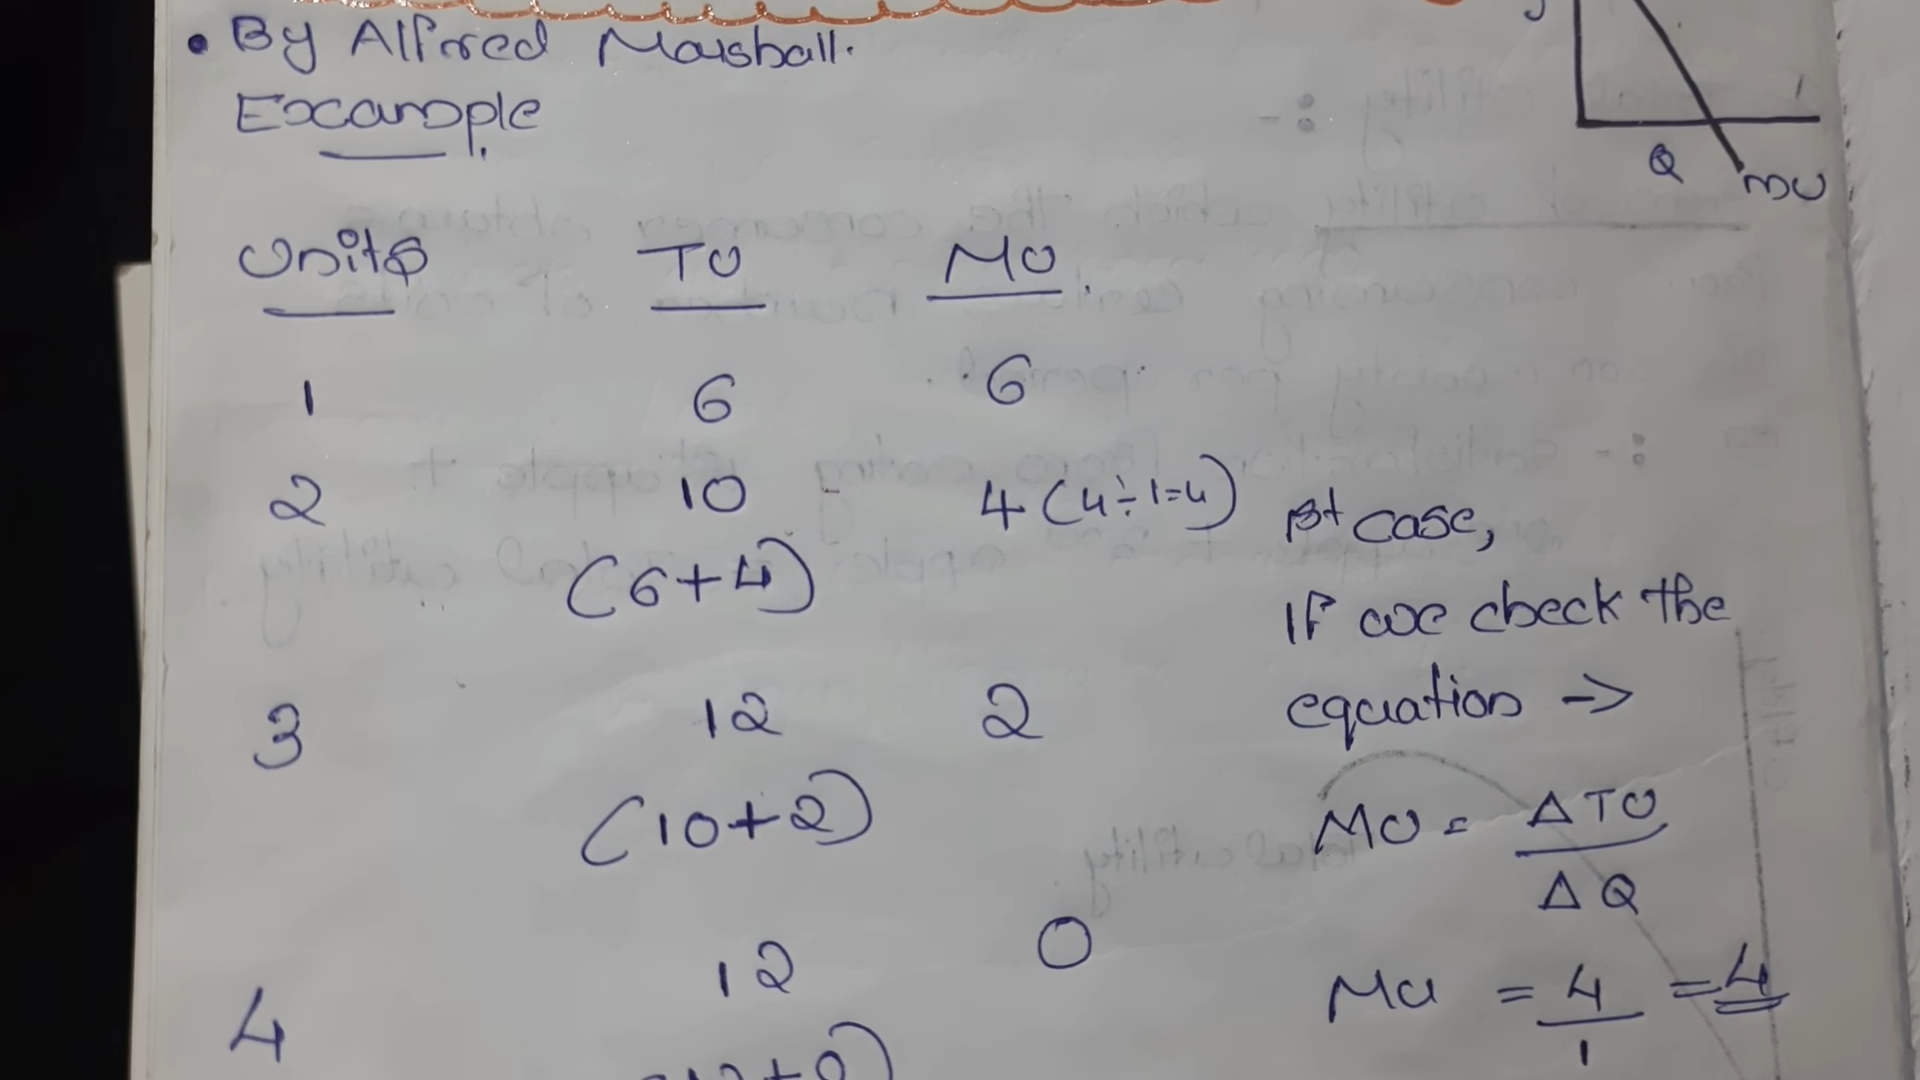 • By Alfred Marshall.
Example
Q
MU
Units TU MU
1 6 6
2 10 4 (4÷1=4)
(6+4)
3 12 2
(10+2)
4 12 0
(12+0)
1st case,
If we check the
equation →
MU = ΔTU
ΔQ
MU = 4 = 4
1